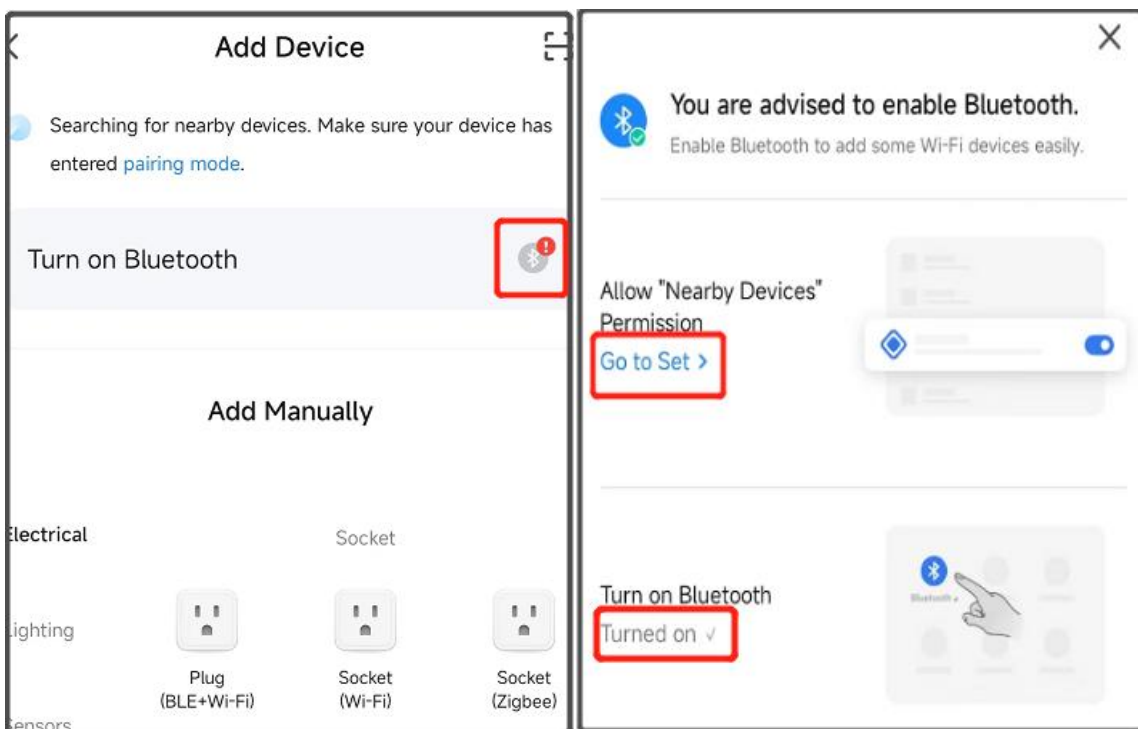 Add Device
Searching for nearby devices. Make sure your device has
entered pairing mode.
Turn on Bluetooth
Add Manually
Electrical
Socket
Lighting
Plug
(BLE+Wi-Fi)
Socket
(Wi-Fi)
Socket
(Zigbee)
Sensors
You are advised to enable Bluetooth.
Enable Bluetooth to add some Wi-Fi devices easily.
Allow "Nearby Devices"
Permission
Go to Set >
Turn on Bluetooth
Turned on ✓
Bluetooth